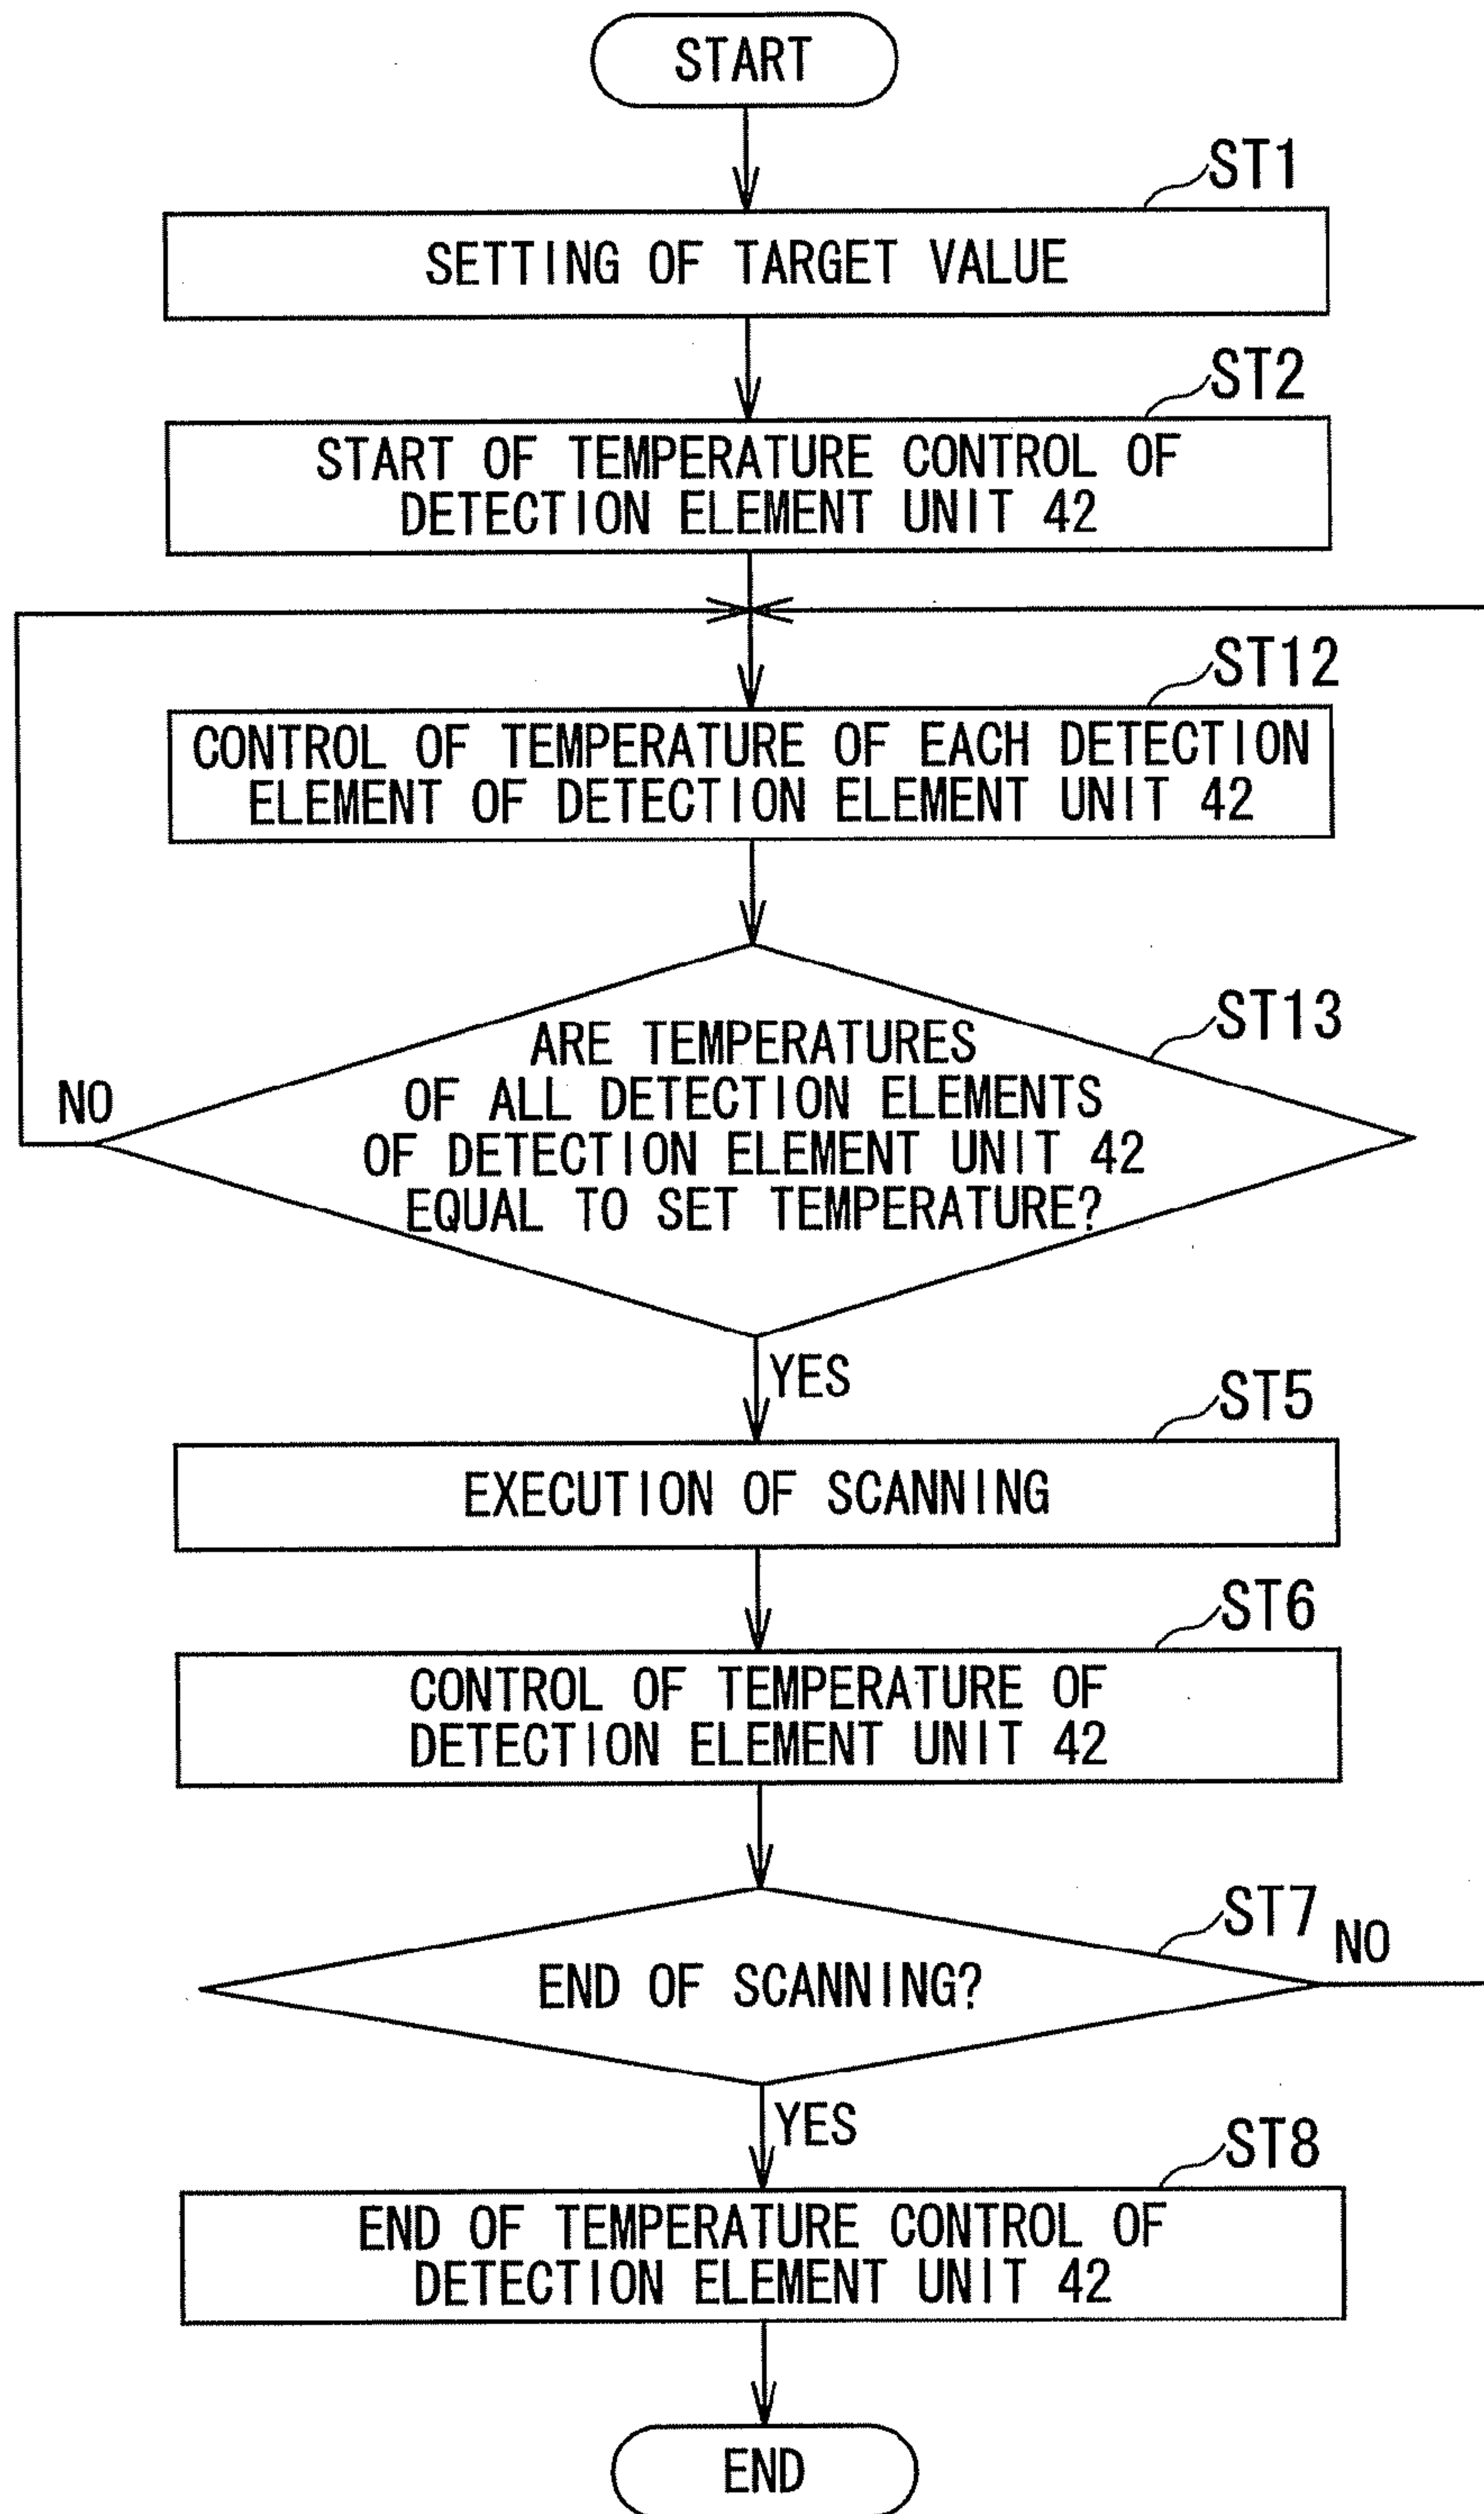 START
ST1
SETTING OF TARGET VALUE
ST2
START OF TEMPERATURE CONTROL OF
DETECTION ELEMENT UNIT 42
ST12
CONTROL OF TEMPERATURE OF EACH DETECTION
ELEMENT OF DETECTION ELEMENT UNIT 42
ST13
ARE TEMPERATURES
OF ALL DETECTION ELEMENTS
OF DETECTION ELEMENT UNIT 42
EQUAL TO SET TEMPERATURE?
NO
YES
ST5
EXECUTION OF SCANNING
ST6
CONTROL OF TEMPERATURE OF
DETECTION ELEMENT UNIT 42
ST7
NO
END OF SCANNING?
YES
ST8
END OF TEMPERATURE CONTROL OF
DETECTION ELEMENT UNIT 42
END